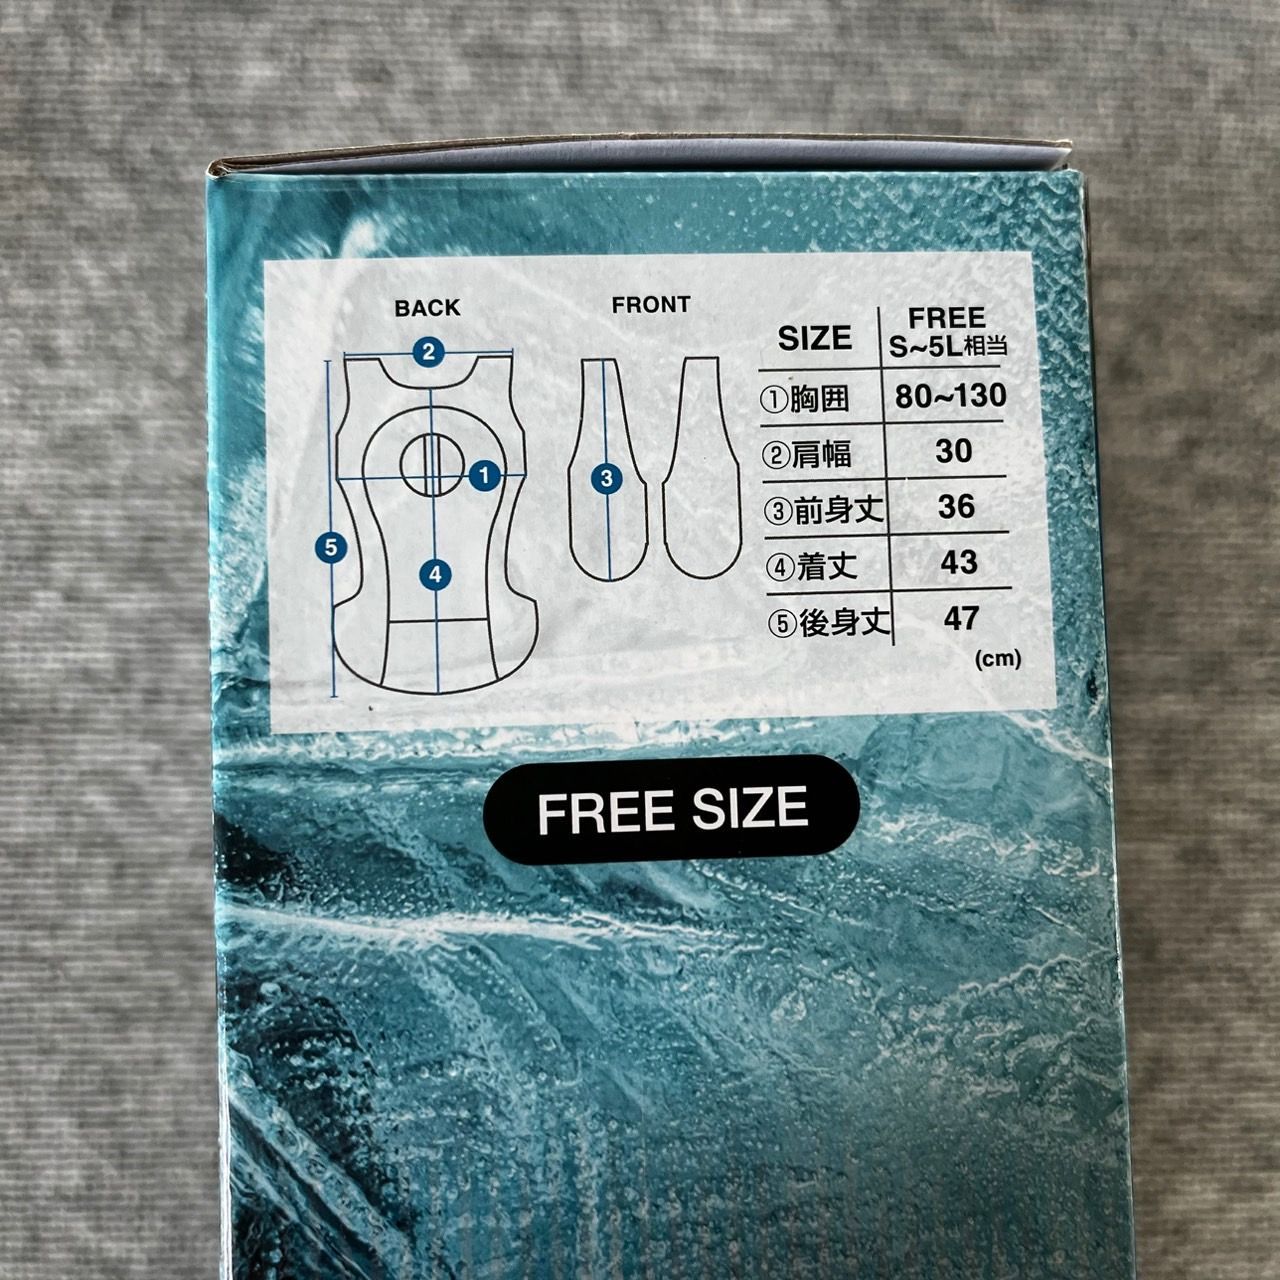 BACK
FRONT
2
1
3
5
4
SIZE FREE
S~5L相当
①胸囲 80~130
②肩幅 30
③前身丈 36
④着丈 43
⑤後身丈 47
(cm)
FREE SIZE